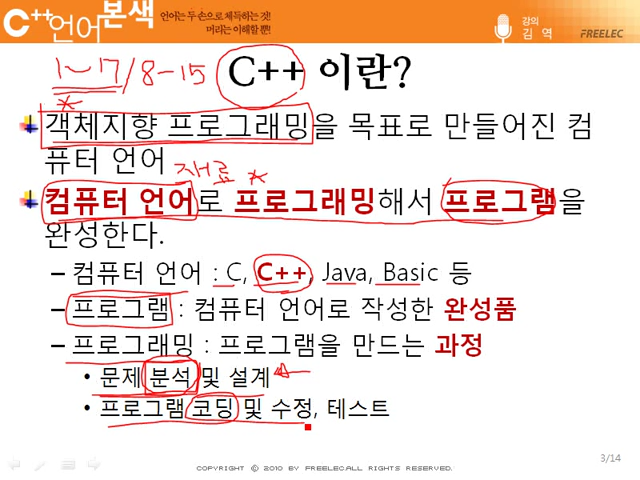 C++언어본색
언어는 두 손으로 체득하는 것!
머리는 이해할 뿐!
강의
김 역
FREELEC
1~17/8-15
C++ 이란?
객체지향 프로그래밍을 목표로 만들어진 컴
퓨터 언어
재료
컴퓨터 언어로 프로그래밍해서 프로그램을
완성한다.
– 컴퓨터 언어 : C, C++, Java, Basic 등
– 프로그램 : 컴퓨터 언어로 작성한 완성품
– 프로그래밍 : 프로그램을 만드는 과정
• 문제 분석 및 설계
• 프로그램 코딩 및 수정, 테스트
3/14
COPYRIGHT © 2010 BY FREELEC.ALL RIGHTS RESERVED.